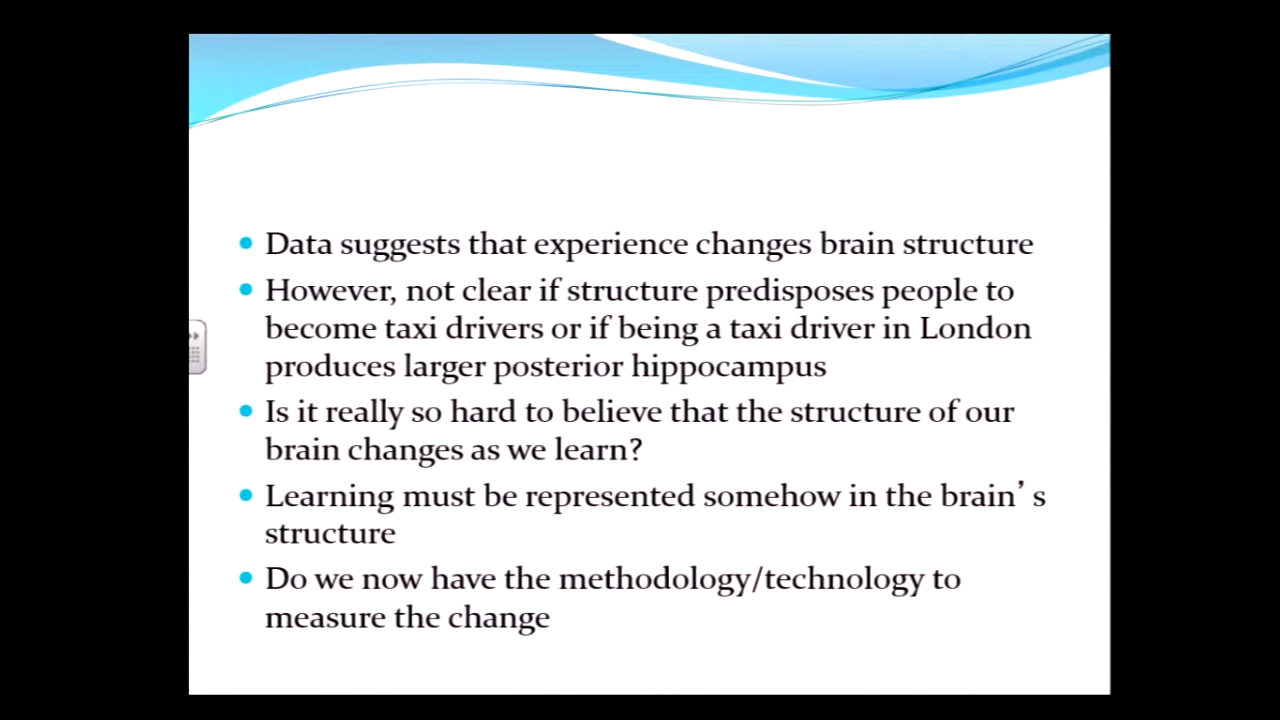 • Data suggests that experience changes brain structure
• However, not clear if structure predisposes people to
become taxi drivers or if being a taxi driver in London
produces larger posterior hippocampus
• Is it really so hard to believe that the structure of our
brain changes as we learn?
• Learning must be represented somehow in the brain’s
structure
• Do we now have the methodology/technology to
measure the change